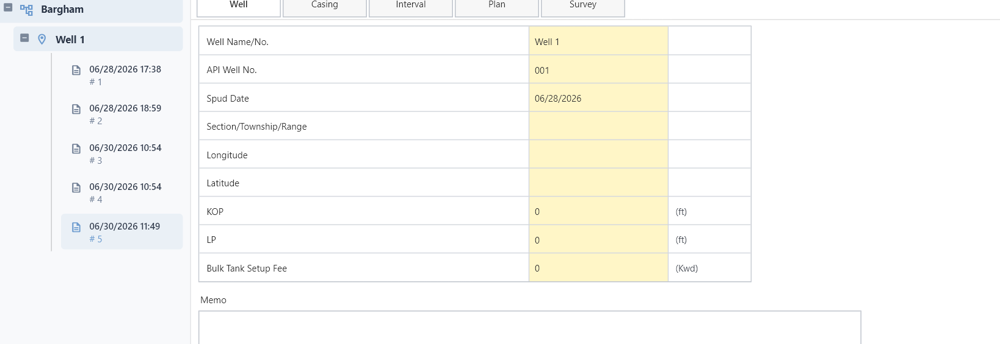 Bargham
Well 1
06/28/2026 17:38
# 1
06/28/2026 18:59
# 2
06/30/2026 10:54
# 3
06/30/2026 10:54
# 4
06/30/2026 11:49
# 5
Well Casing Interval Plan Survey
Well Name/No. Well 1
API Well No. 001
Spud Date 06/28/2026
Section/Township/Range
Longitude
Latitude
KOP 0 (ft)
LP 0 (ft)
Bulk Tank Setup Fee 0 (Kwd)
Memo